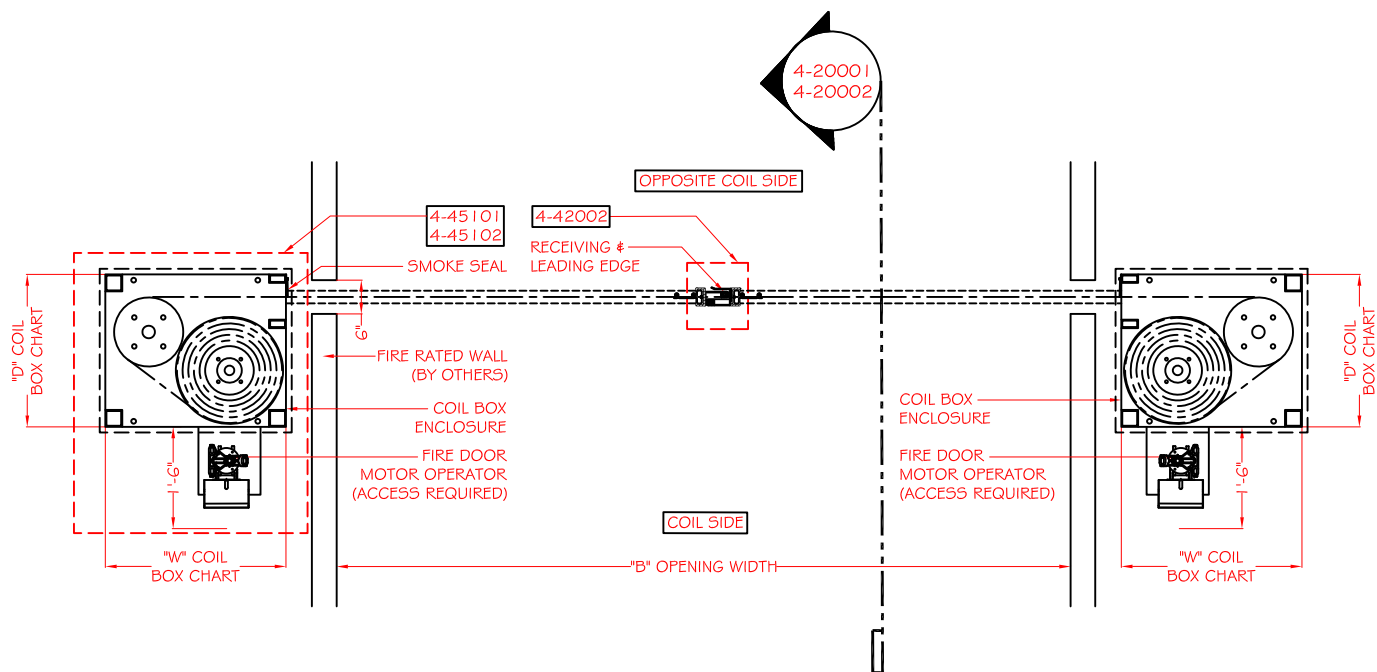 4-20001
4-20002
OPPOSITE COIL SIDE
4-45101
4-45102
4-42002
SMOKE SEAL
RECEIVING &
LEADING EDGE
6"
"D" COIL
BOX CHART
"D" COIL
BOX CHART
FIRE RATED WALL
(BY OTHERS)
COIL BOX
ENCLOSURE
COIL BOX
ENCLOSURE
FIRE DOOR
MOTOR OPERATOR
(ACCESS REQUIRED)
FIRE DOOR
MOTOR OPERATOR
(ACCESS REQUIRED)
1'-6"
1'-6"
COIL SIDE
"W" COIL
BOX CHART
"B" OPENING WIDTH
"W" COIL
BOX CHART